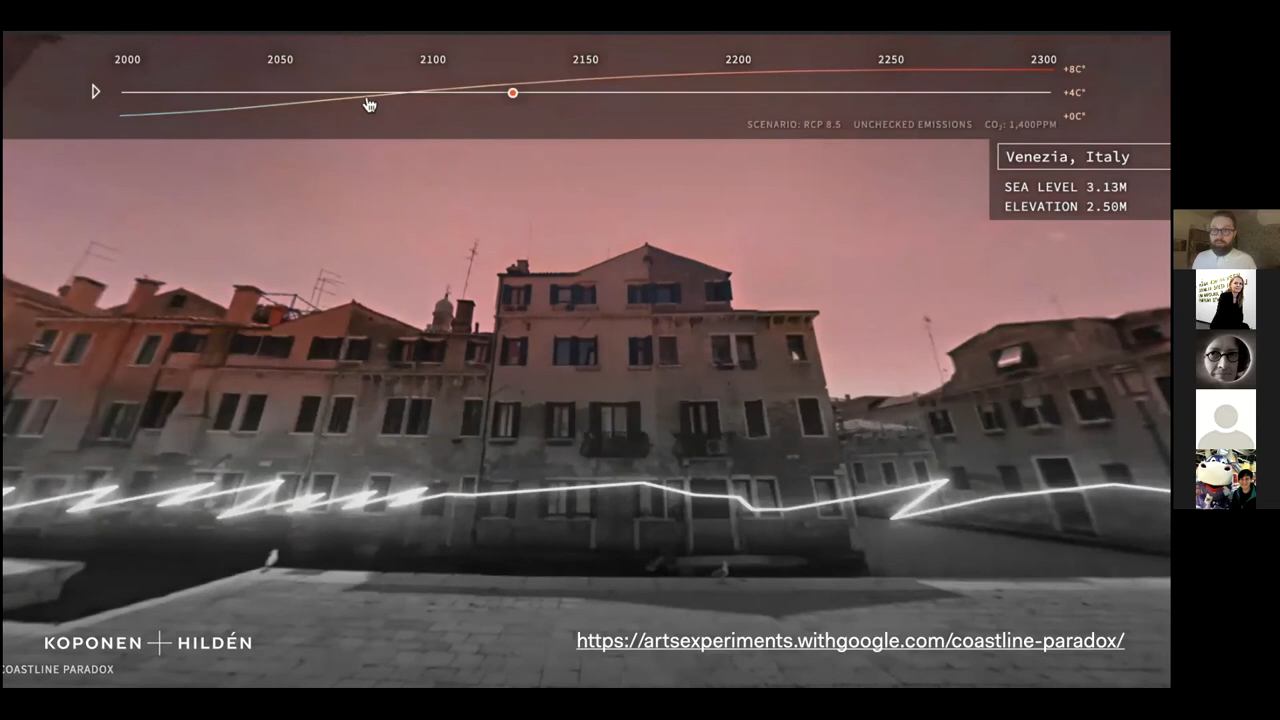 2000 2050 2100 2150 2200 2250 2300
+8C°
+4C°
+0C°
SCENARIO: RCP 8.5 UNCHECKED EMISSIONS CO₂: 1,400PPM
Venezia, Italy
SEA LEVEL 3.13M
ELEVATION 2.50M
KOPONEN HILDÉN
https://artsexperiments.withgoogle.com/coastline-paradox/
COASTLINE PARADOX